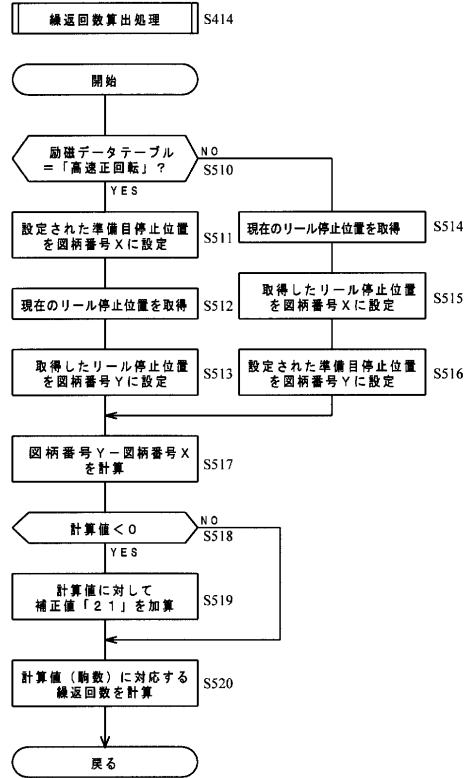 繰返回数算出処理
S414
開始
励磁データテーブル
=「高速正回転」?
NO
S510
YES
設定された準備目停止位置
を図柄番号Xに設定
S511
現在のリール停止位置を取得
S512
取得したリール停止位置
を図柄番号Yに設定
S513
現在のリール停止位置を取得
S514
取得したリール停止位置
を図柄番号Xに設定
S515
設定された準備目停止位置
を図柄番号Yに設定
S516
図柄番号Y-図柄番号X
を計算
S517
計算値<0
NO
S518
YES
計算値に対して
補正値「21」を加算
S519
計算値(駒数)に対応する
繰返回数を計算
S520
戻る